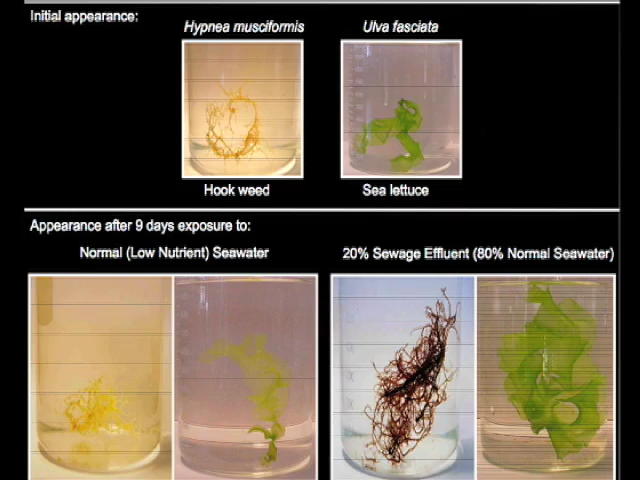 Initial appearance:
Hypnea musciformis
Ulva fasciata
Hook weed
Sea lettuce
Appearance after 9 days exposure to:
Normal (Low Nutrient) Seawater
20% Sewage Effluent (80% Normal Seawater)